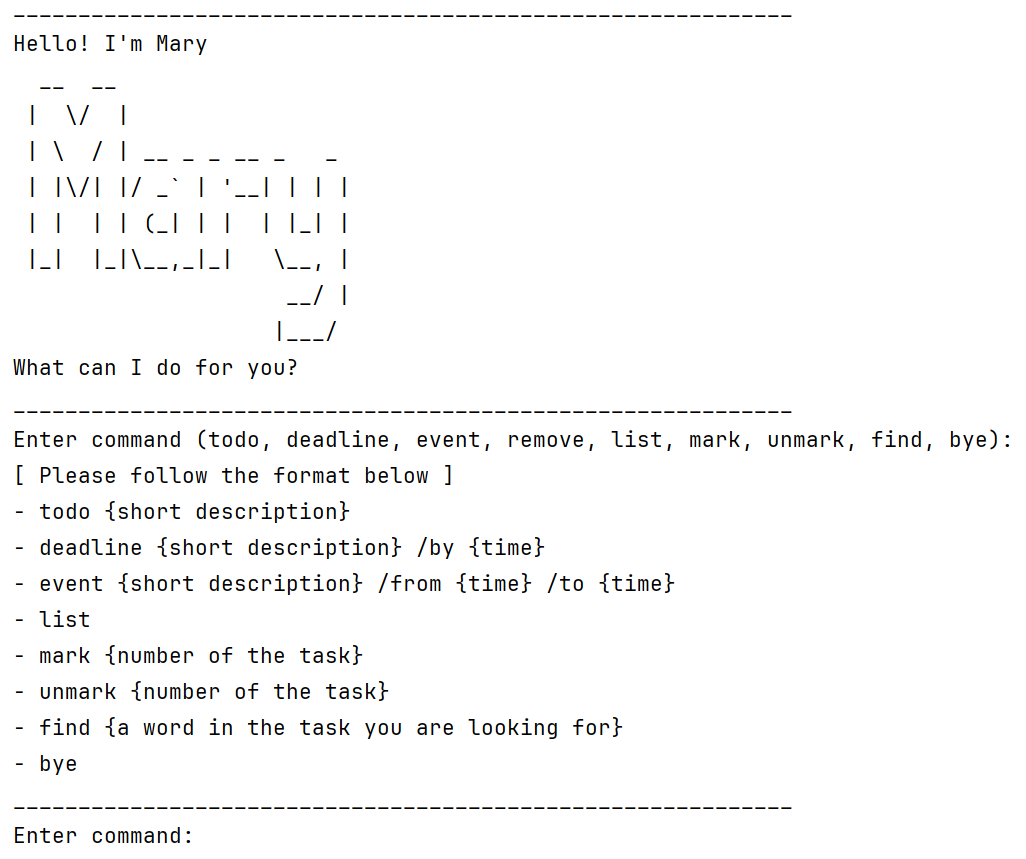 ____________________________________________________________
Hello! I'm Mary
  __  __
 |  \/  |
 | \  / | __ _ _ __ _   _
 | |\/| |/ _` | '__| | | |
 | |  | | (_| | |  | |_| |
 |_|  |_|\__,_|_|   \__, |
                     __/ |
                    |___/
What can I do for you?
____________________________________________________________
Enter command (todo, deadline, event, remove, list, mark, unmark, find, bye):
[ Please follow the format below ]
- todo {short description}
- deadline {short description} /by {time}
- event {short description} /from {time} /to {time}
- list
- mark {number of the task}
- unmark {number of the task}
- find {a word in the task you are looking for}
- bye
____________________________________________________________
Enter command: